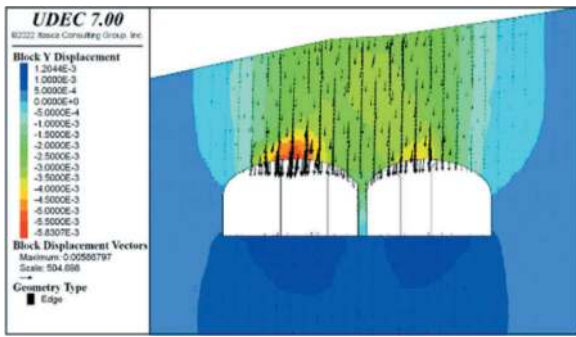 UDEC 7.00
©2022 Itasca Consulting Group, Inc.
Block Y Displacement
1.2044E-3
1.0000E-3
5.0000E-4
0.0000E+0
-5.0000E-4
-1.0000E-3
-1.5000E-3
-2.0000E-3
-2.5000E-3
-3.0000E-3
-3.5000E-3
-4.0000E-3
-4.5000E-3
-5.0000E-3
-5.5000E-3
-5.8307E-3
Block Displacement Vectors
Maximum: 0.00586797
Scale: 504.698
Geometry Type
Edge